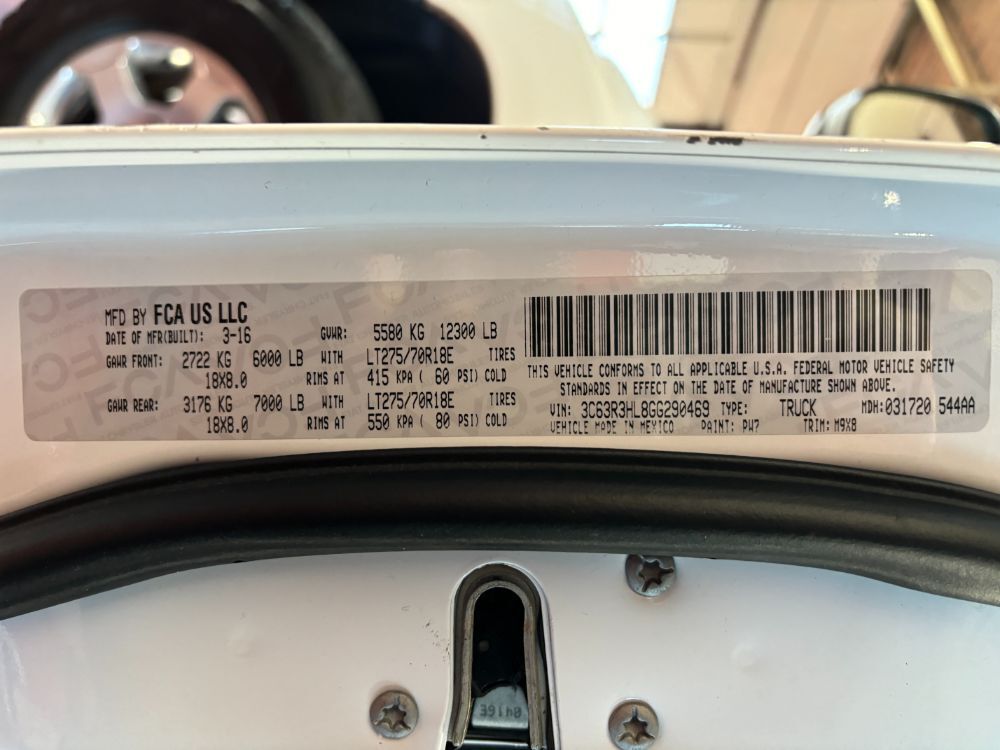 MFD BY FCA US LLC
DATE OF MFR(BUILT): 3-16 GVWR: 5580 KG 12300 LB
GAWR FRONT: 2722 KG 6000 LB WITH LT275/70R18E TIRES
18X8.0 RIMS AT 415 KPA ( 60 PSI) COLD
GAWR REAR: 3176 KG 7000 LB WITH LT275/70R18E TIRES
18X8.0 RIMS AT 550 KPA ( 80 PSI) COLD
THIS VEHICLE CONFORMS TO ALL APPLICABLE U.S.A. FEDERAL MOTOR VEHICLE SAFETY
STANDARDS IN EFFECT ON THE DATE OF MANUFACTURE SHOWN ABOVE.
VIN: 3C63R3HL8GG290469 TYPE: TRUCK MDH: 031720 544AA
VEHICLE MADE IN MEXICO PAINT: PW7 TRIM: M9X8
0416E